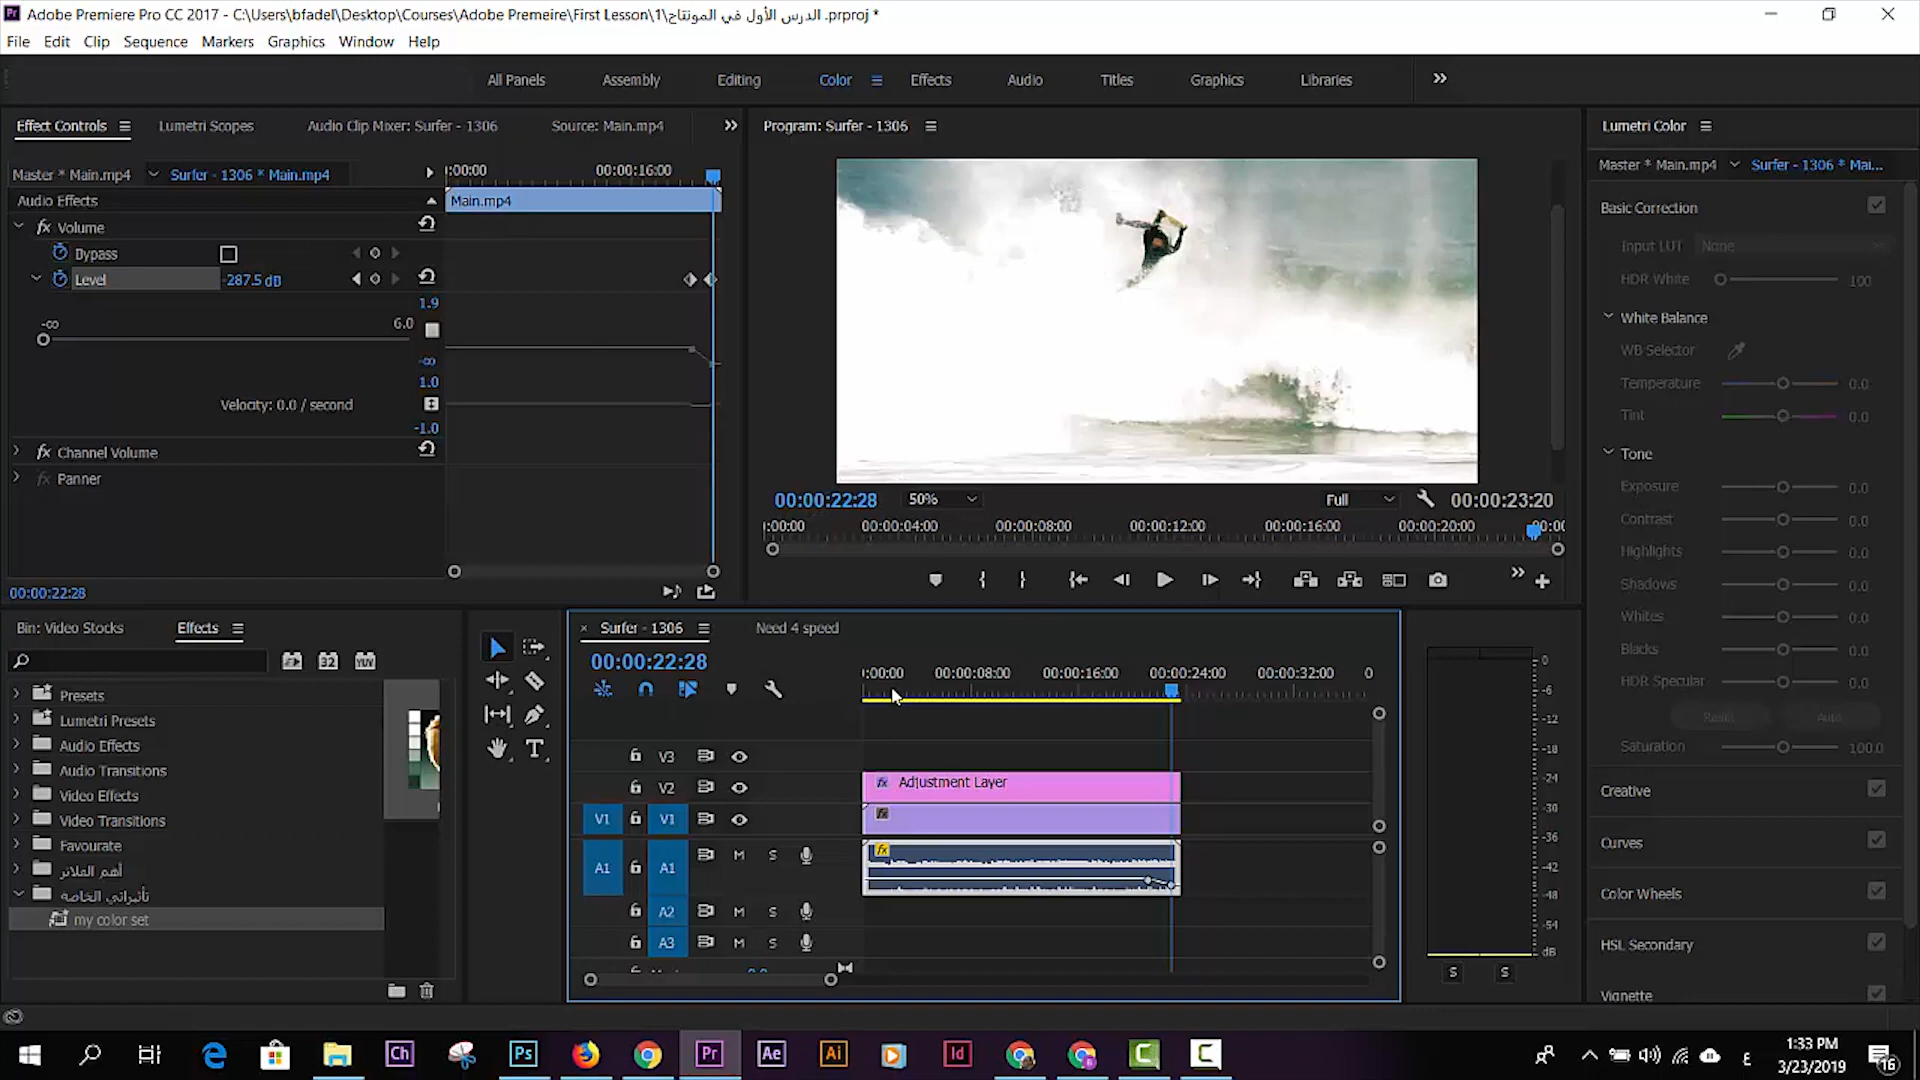 Adobe Premiere Pro CC 2017 - C:\Users\bfadel\Desktop\Courses\Adobe Premeire\First Lesson\1\الدرس الأول في المونتاج .prproj *
File Edit Clip Sequence Markers Graphics Window Help
All Panels Assembly Editing Color Effects Audio Titles Graphics Libraries
Effect Controls Lumetri Scopes Audio Clip Mixer: Surfer - 1306 Source: Main.mp4
Master * Main.mp4 Surfer - 1306 * Main.mp4
:00:00 00:00:16:00
Audio Effects
Main.mp4
fx Volume
Bypass
Level -287.5 dB
1.9
-∞ 6.0
-∞
1.0
Velocity: 0.0 / second
-1.0
fx Channel Volume
fx Panner
00:00:22:28
Program: Surfer - 1306
00:00:22:28 50% Full 00:00:23:20
:00:00 00:00:04:00 00:00:08:00 00:00:12:00 00:00:16:00 00:00:20:00
Lumetri Color
Master * Main.mp4 Surfer - 1306 * Mai...
Basic Correction
Input LUT None
HDR White 100
White Balance
WB Selector
Temperature 0.0
Tint 0.0
Tone
Exposure 0.0
Contrast 0.0
Highlights 0.0
Shadows 0.0
Whites 0.0
Blacks 0.0
HDR Specular 0.0
Reset Auto
Saturation 100.0
Creative
Curves
Color Wheels
HSL Secondary
Vignette
Bin: Video Stocks Effects
32 YUV
Presets
Lumetri Presets
Audio Effects
Audio Transitions
Video Effects
Video Transitions
Favourate
أهم الفلاتر
تأثيراتي الخاصة
my color set
Surfer - 1306 Need 4 speed
00:00:22:28
:00:00 00:00:08:00 00:00:16:00 00:00:24:00 00:00:32:00 0
V3
V2
fx Adjustment Layer
V1 V1
fx
A1 A1 M S
fx
A2 M S
A3 M S
0.0
0
-6
-12
-18
-24
-30
-36
-42
-48
-54
dB
S S
Ch Ps Pr Ae Ai Id
ع
1:33 PM
3/23/2019
16